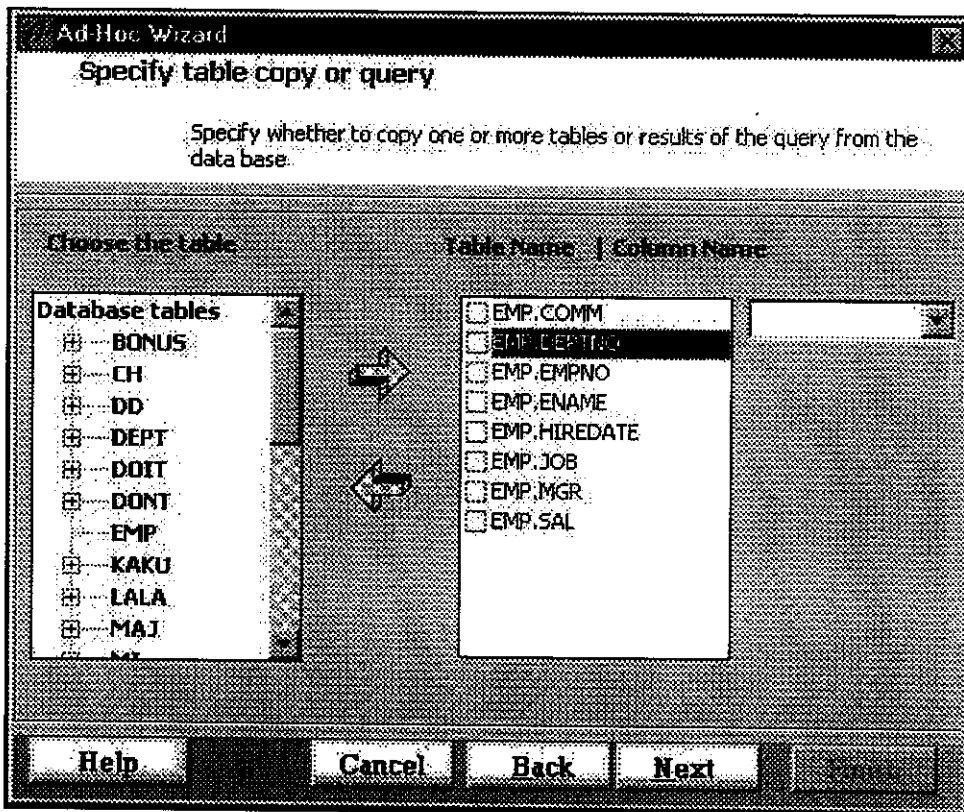 Ad-Hoc Wizard
Specify table copy or query
Specify whether to copy one or more tables or results of the query from the
data base.
Choose the table
Table Name | Column Name
Database tables
BONUS
CH
DD
DEPT
DOIT
DONT
EMP
KAKU
LALA
MAJ
EMP.COMM
EMP.DEPTNO
EMP.EMPNO
EMP.ENAME
EMP.HIREDATE
EMP.JOB
EMP.MGR
EMP.SAL
Help
Cancel
Back
Next
Finish